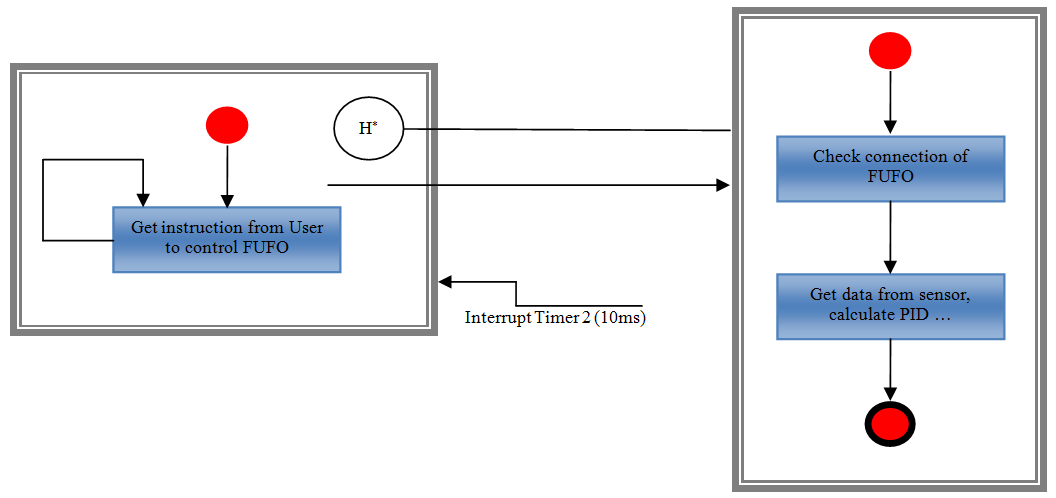 H*
Get instruction from User
to control FUFO
Interrupt Timer 2 (10ms)
Check connection of
FUFO
Get data from sensor,
calculate PID …